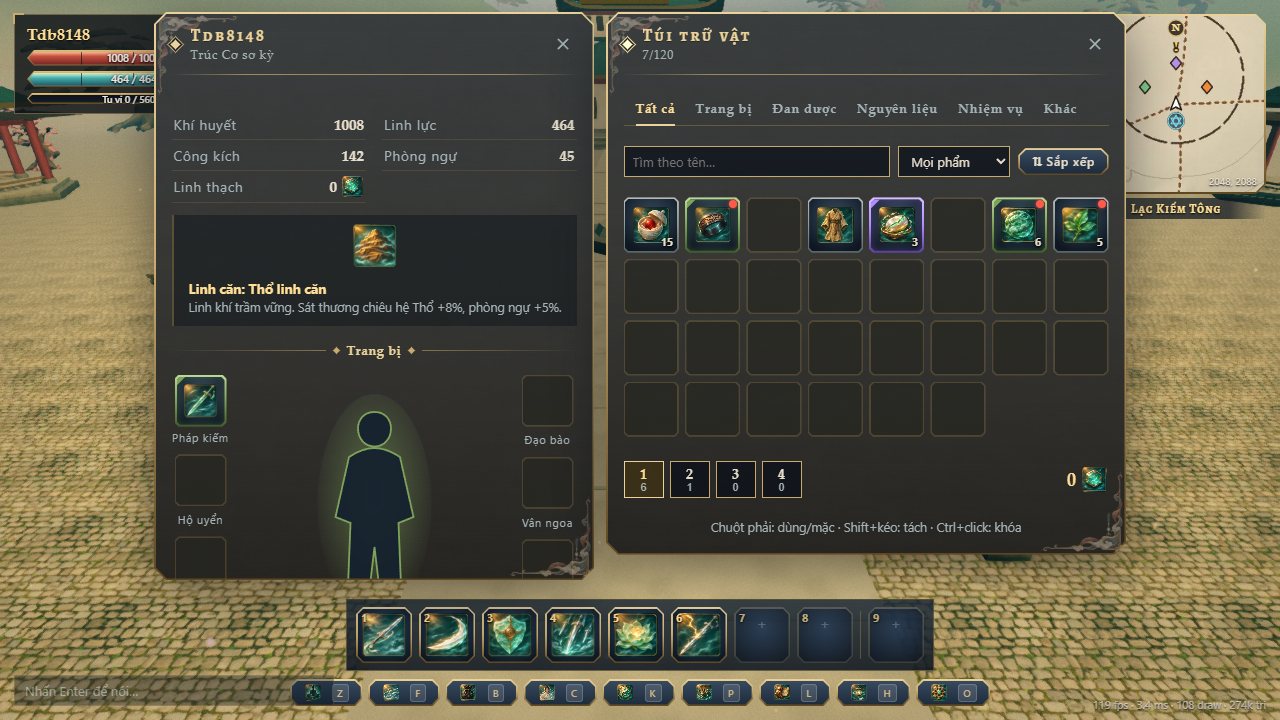 Tdb8148
1008 / 100
464 / 464
Tu vi 0 / 560
Tdb8148
Trúc Cơ sơ kỳ
Khí huyết 1008
Linh lực 464
Công kích 142
Phòng ngự 45
Linh thạch 0
Linh căn: Thổ linh căn
Linh khí trầm vững. Sát thương chiêu hệ Thổ +8%, phòng ngự +5%.
Trang bị
Pháp kiếm
Đạo bào
Hộ uyển
Vân ngoa
Túi trữ vật
7/120
Tất cả Trang bị Đan dược Nguyên liệu Nhiệm vụ Khác
Tìm theo tên...
Mọi phẩm
⇅ Sắp xếp
15 3 6 5
1 2 3 4
6 1 0 0
0
Chuột phải: dùng/mặc · Shift+kéo: tách · Ctrl+click: khóa
N
2048, 2088
Lạc Kiếm Tông
1 2 3 4 5 6 7 8 9
+ + +
Nhấn Enter để nói...
Z F B C K P L H O
119 fps · 3.4 ms · 108 draw · 274k tri